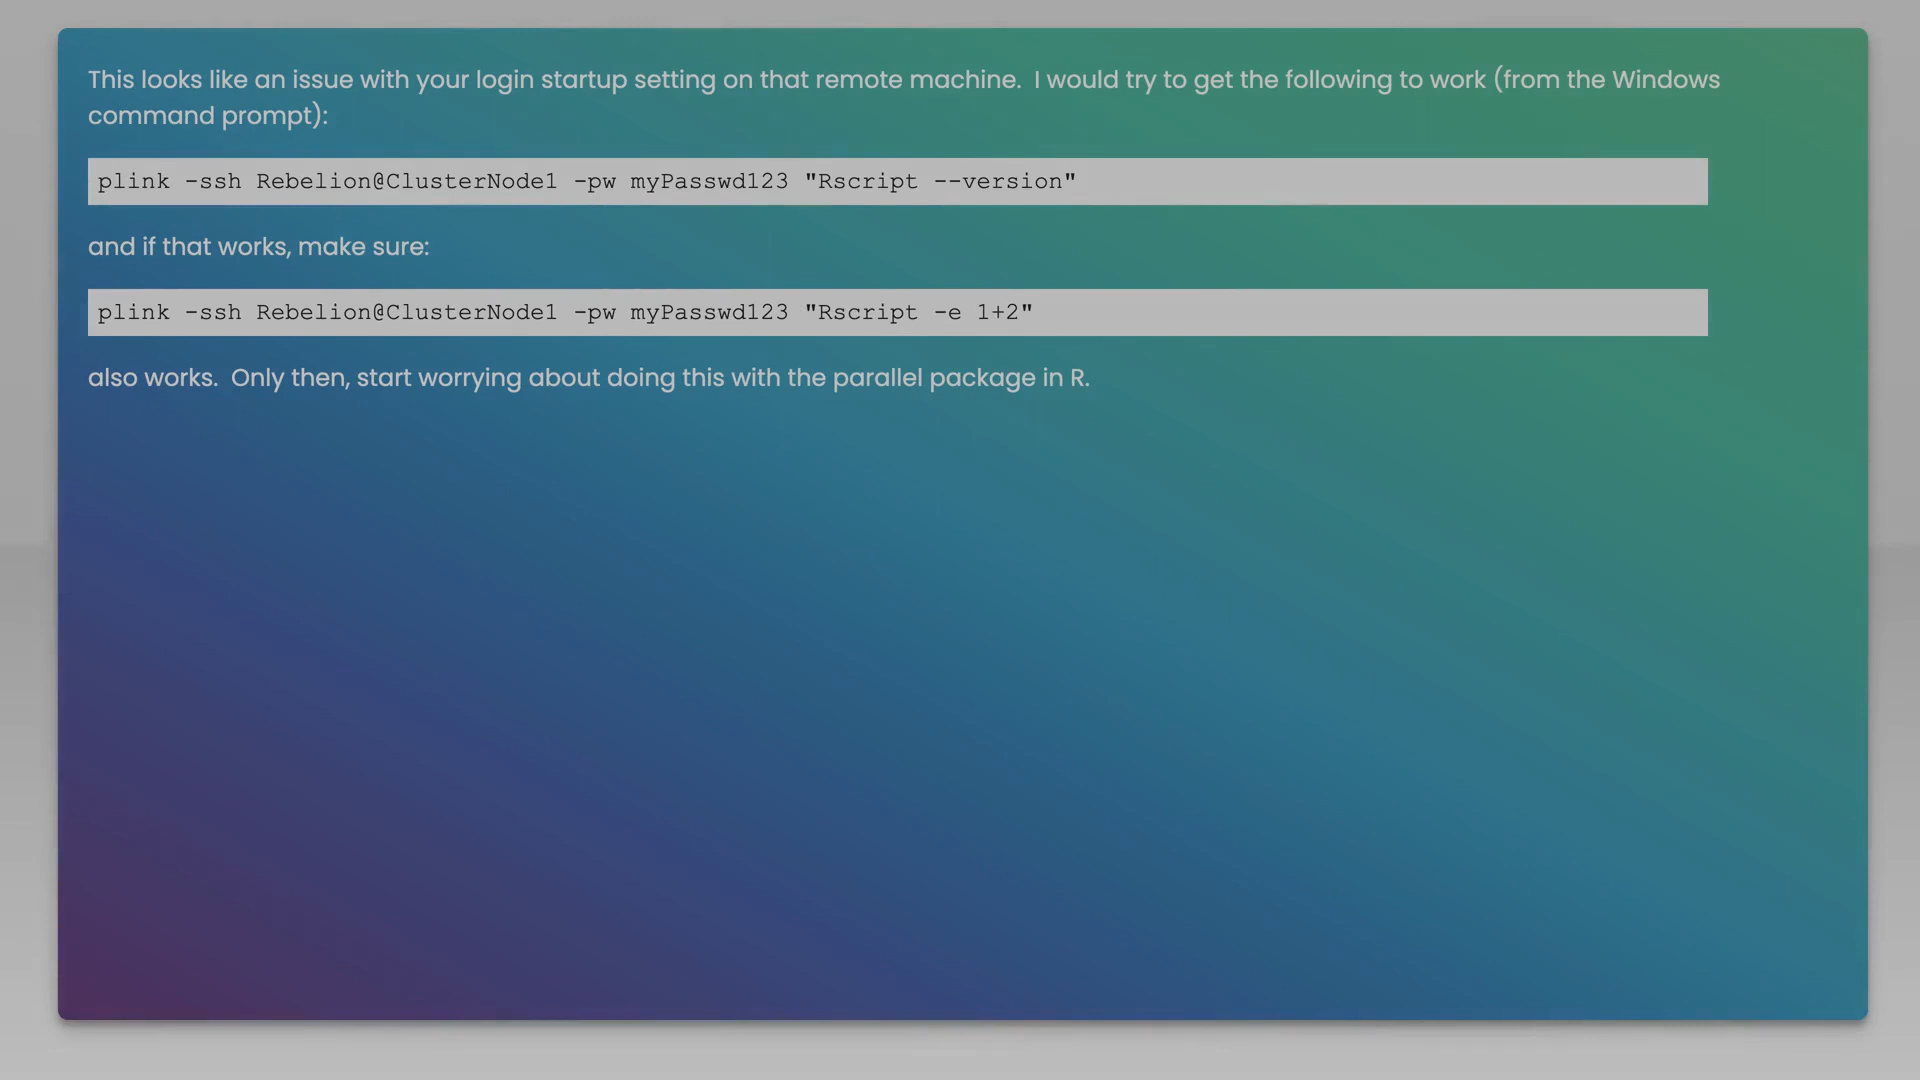 This looks like an issue with your login startup setting on that remote machine.  I would try to get the following to work (from the Windows
command prompt):
plink -ssh Rebelion@ClusterNode1 -pw myPasswd123 "Rscript --version"
and if that works, make sure:
plink -ssh Rebelion@ClusterNode1 -pw myPasswd123 "Rscript -e 1+2"
also works.  Only then, start worrying about doing this with the parallel package in R.